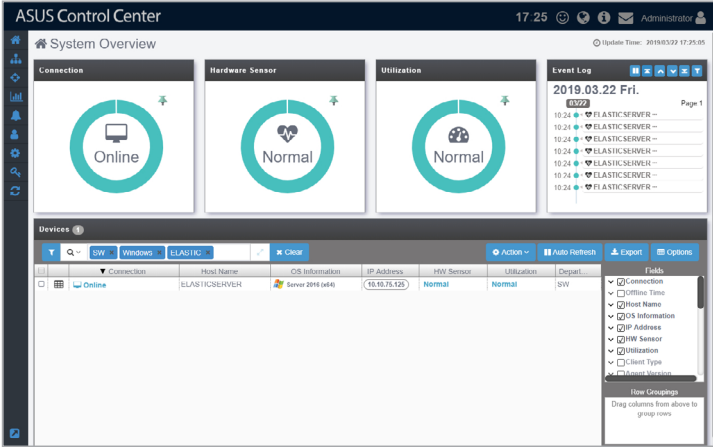 ASUS Control Center
17:25
Administrator
System Overview
Update Time: 2019/03/22 17:25:05
Connection
Hardware Sensor
Utilization
Event Log
Online
Normal
Normal
2019.03.22 Fri.
03/22
Page 1
10:24 ELASTICSERVER --
10:24 ELASTICSERVER --
10:24 ELASTICSERVER --
10:24 ELASTICSERVER --
10:24 ELASTICSERVER --
10:24 ELASTICSERVER --
10:24 ELASTICSERVER --
Devices 1
SW × Windows × ELASTIC ×
× Clear
Action
Auto Refresh
Export
Options
▼ Connection
Host Name
OS Information
IP Address
HW Sensor
Utilization
Depart...
Online
ELASTICSERVER
Server 2016 (x64)
10.10.75.125
Normal
Normal
SW
Fields
Connection
Offline Time
Host Name
OS Information
IP Address
HW Sensor
Utilization
Client Type
Agent Version
Row Groupings
Drag columns from above to
group rows